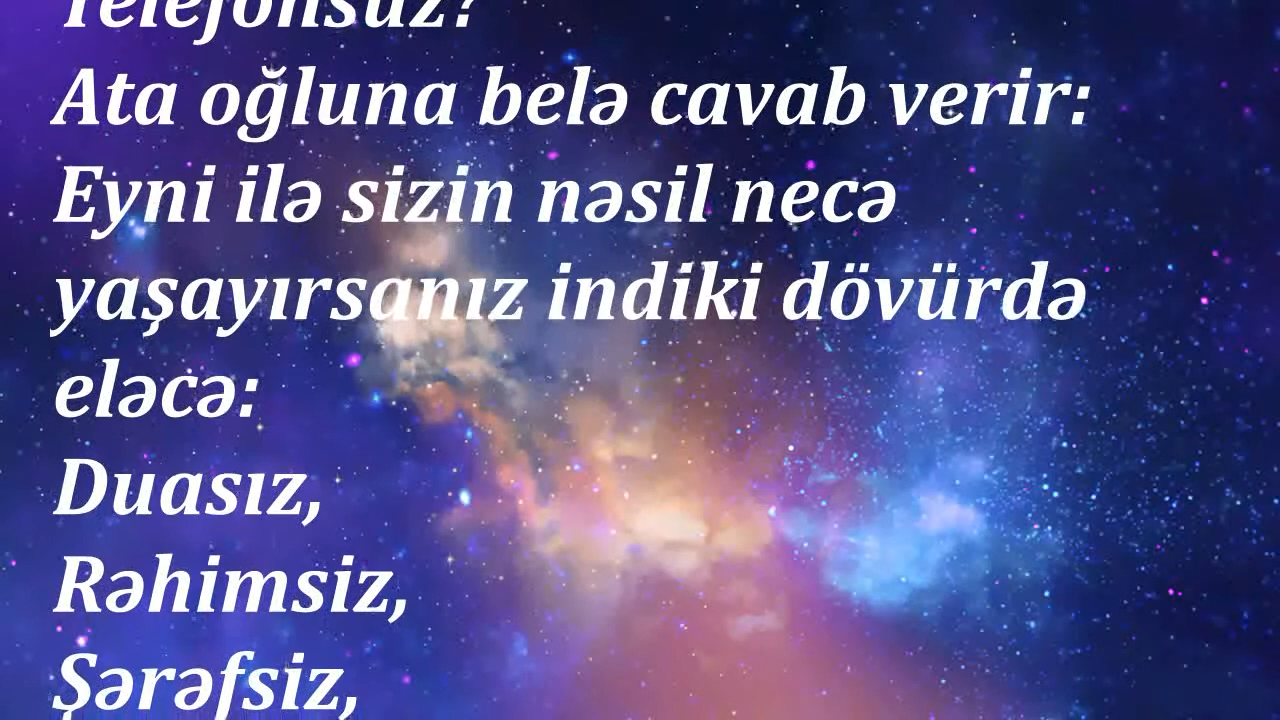 Telefonsuz?
Ata oğluna belə cavab verir:
Eyni ilə sizin nəsil necə
yaşayırsanız indiki dövürdə
eləcə:
Duasız,
Rəhimsiz,
Şərəfsiz,